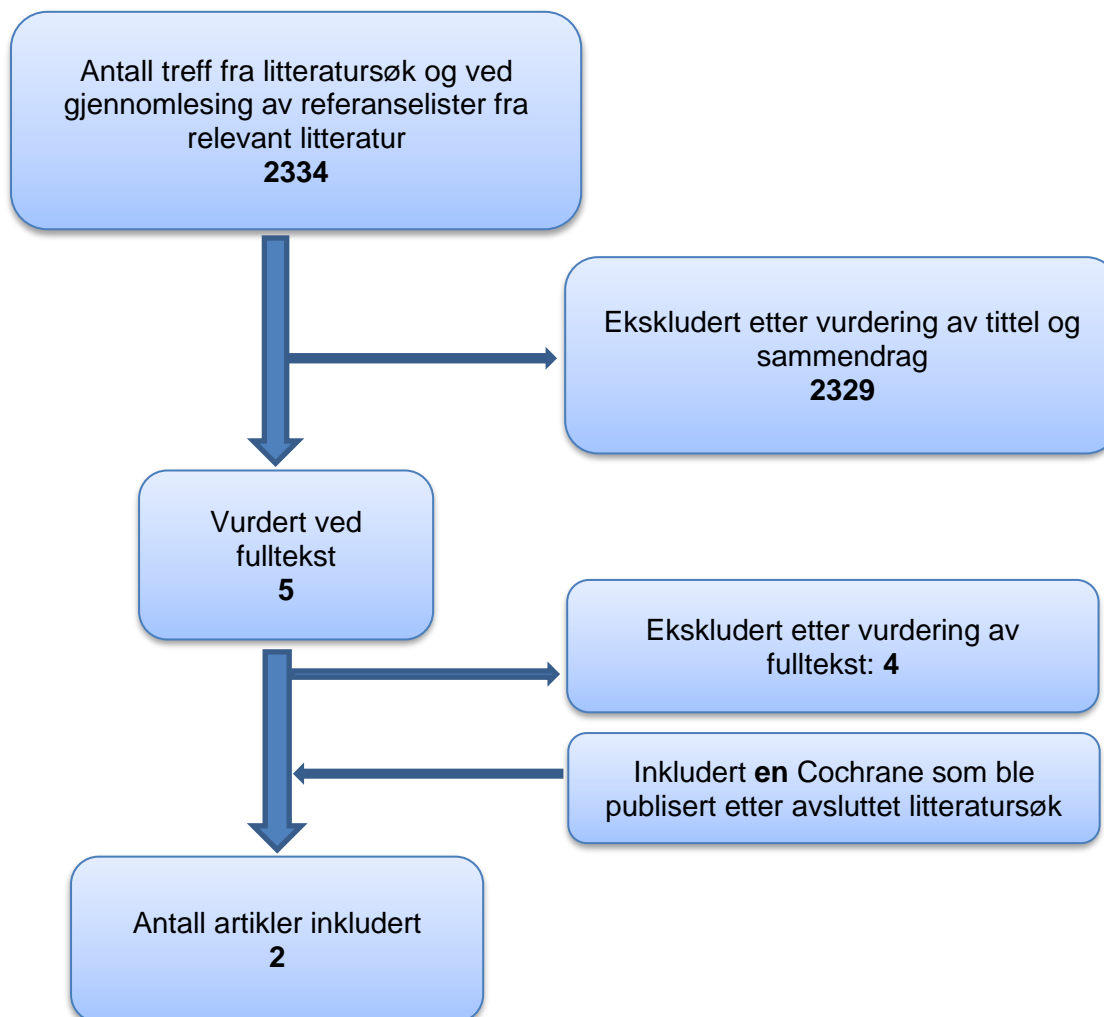 Antall treff fra litteratursøk og ved
gjennomlesing av referanselister fra
relevant litteratur
2334
Ekskludert etter vurdering av tittel og
sammendrag
2329
Vurdert ved
fulltekst
5
Ekskludert etter vurdering av
fulltekst: 4
Inkludert en Cochrane som ble
publisert etter avsluttet litteratursøk
Antall artikler inkludert
2